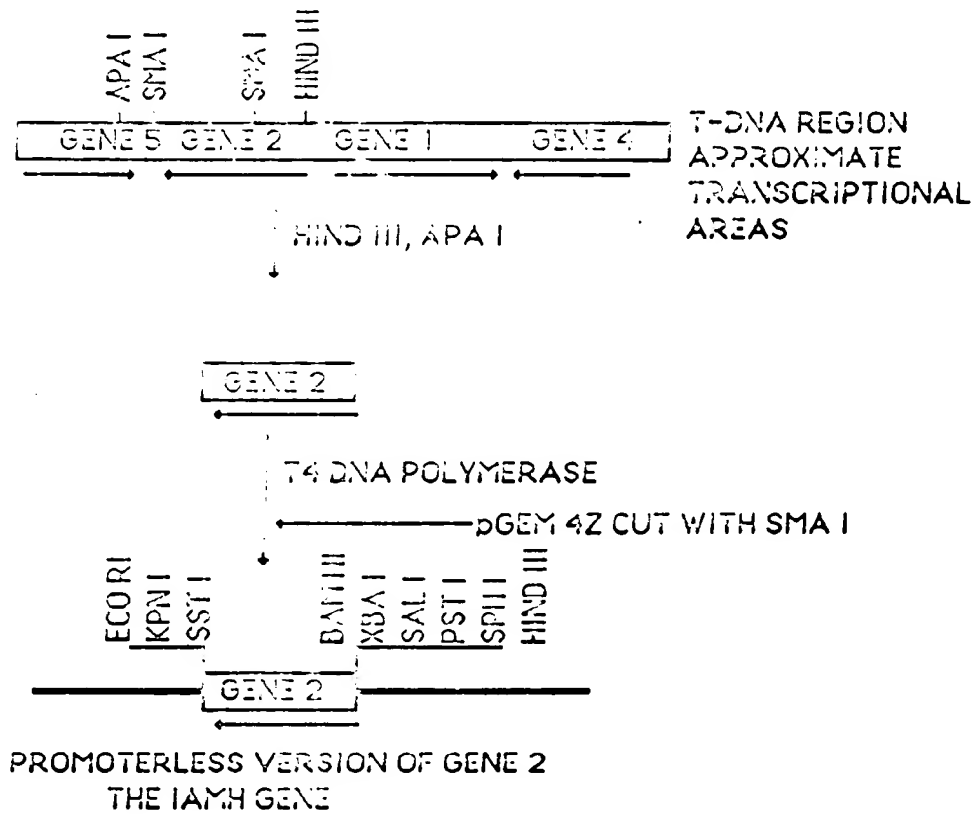 APA I
SMA I
SMA I
HIND III
GENE 5 GENE 2 GENE 1 GENE 4
T-DNA REGION
APPROXIMATE
TRANSCRIPTIONAL
AREAS
HIND III, APA I
GENE 2
T4 DNA POLYMERASE
pGEM 4Z CUT WITH SMA I
ECO RI
KPN I
SST I
BAM HI
XBA I
SAL I
PST I
SPH I
HIND III
GENE 2
PROMOTERLESS VERSION OF GENE 2
THE IAMH GENE